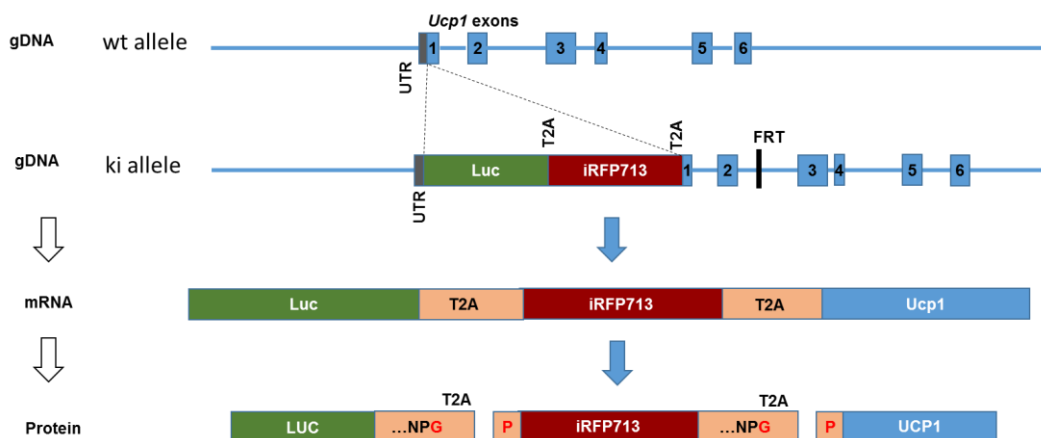 Ucp1 exons
gDNA wt allele 1 2 3 4 5 6
UTR
T2A T2A FRT
gDNA ki allele Luc iRFP713 1 2 3 4 5 6
UTR
mRNA Luc T2A iRFP713 T2A Ucp1
T2A T2A
Protein LUC ...NPG P iRFP713 ...NPG P UCP1